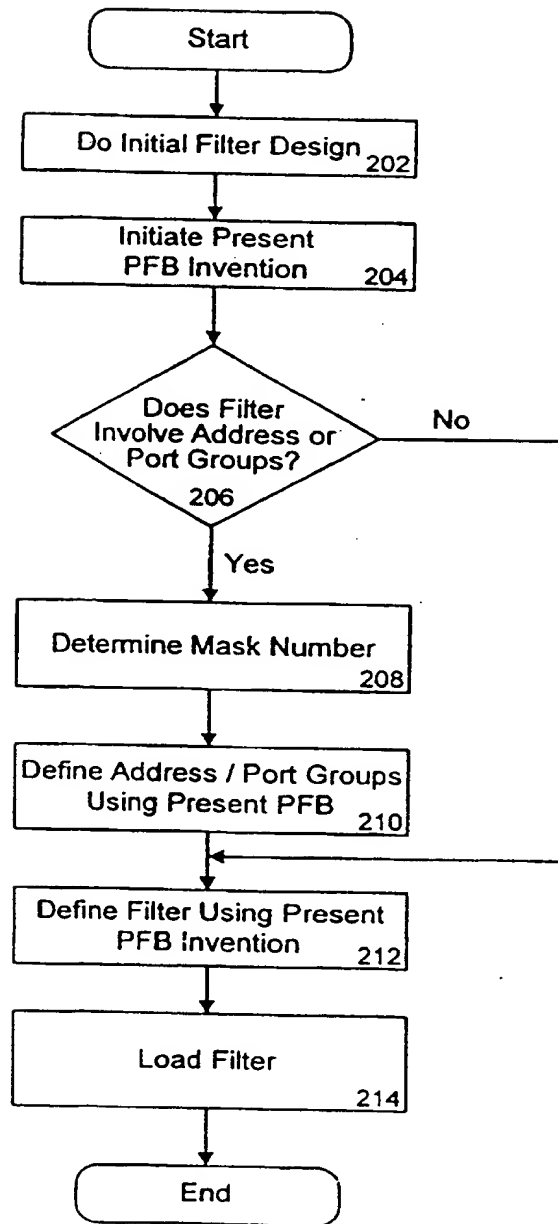 Start
Do Initial Filter Design
202
Initiate Present
PFB Invention
204
Does Filter
Involve Address or
Port Groups?
206
No
Yes
Determine Mask Number
208
Define Address / Port Groups
Using Present PFB
210
Define Filter Using Present
PFB Invention
212
Load Filter
214
End